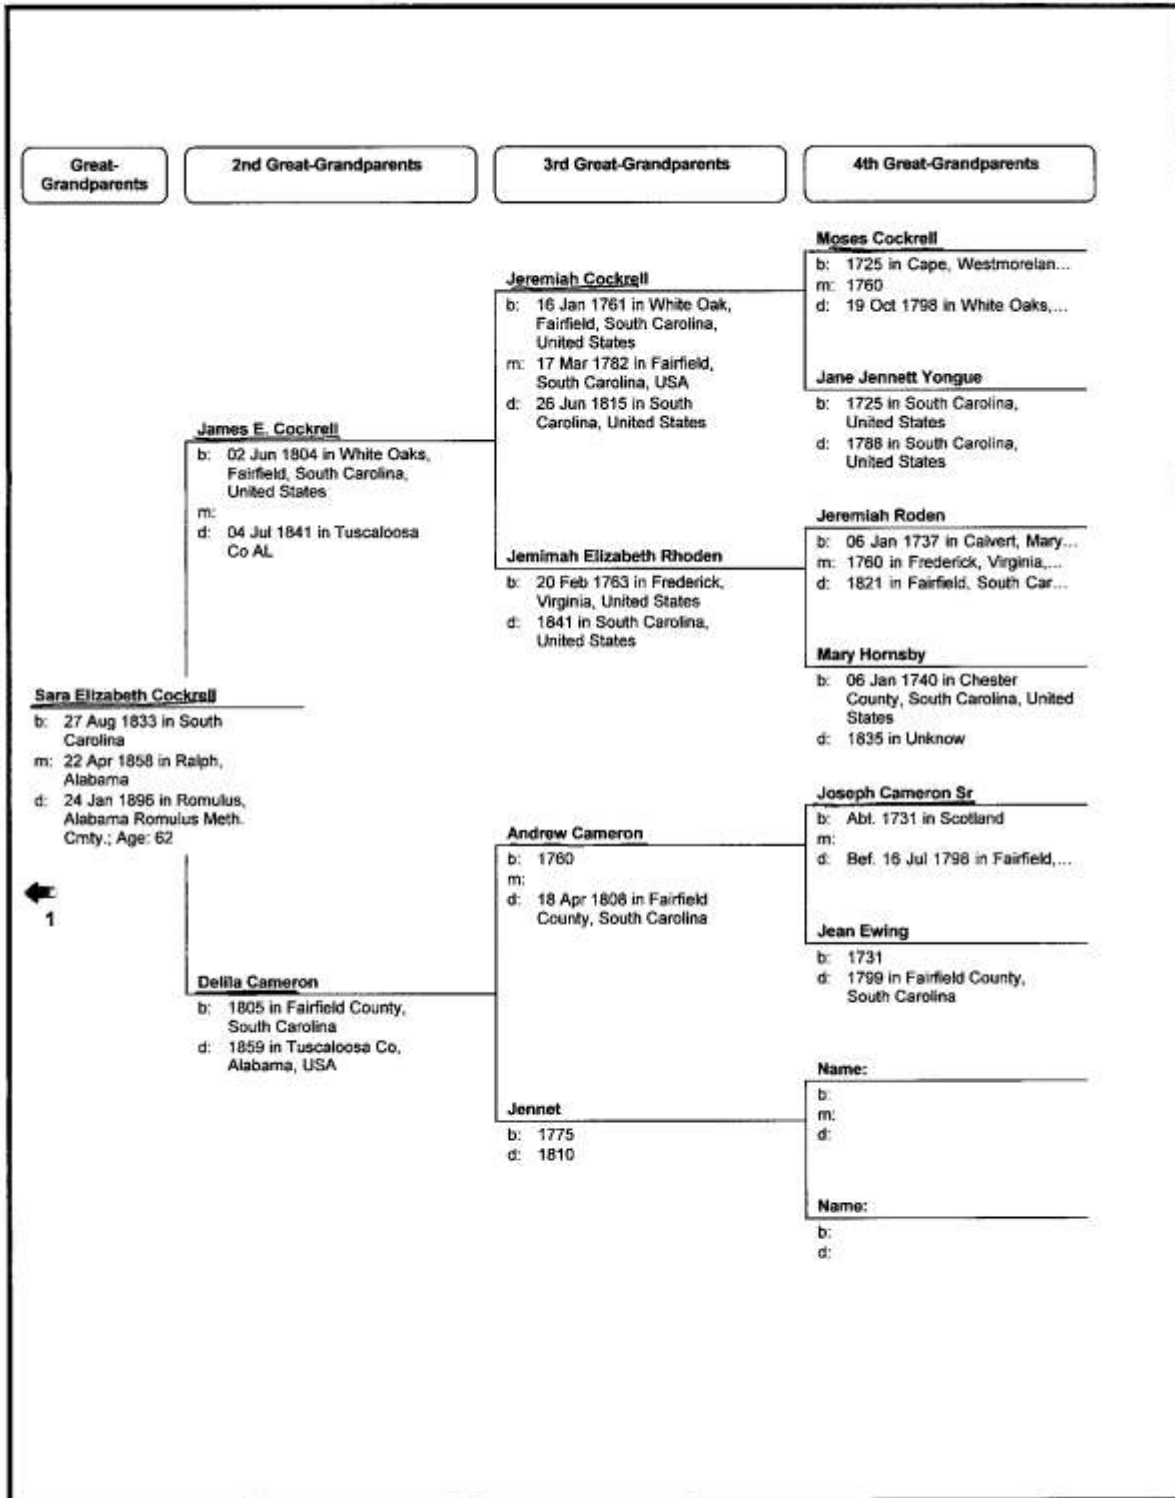 Great-
Grandparents
2nd Great-Grandparents
3rd Great-Grandparents
4th Great-Grandparents
Moses Cockrell
b: 1725 in Cape, Westmorelan...
m: 1760
d: 19 Oct 1798 in White Oaks,...
Jeremiah Cockrell
b: 16 Jan 1761 in White Oak,
Fairfield, South Carolina,
United States
m: 17 Mar 1782 in Fairfield,
South Carolina, USA
d: 26 Jun 1815 in South
Carolina, United States
Jane Jennett Yongue
b: 1725 in South Carolina,
United States
d: 1788 in South Carolina,
United States
James E. Cockrell
b: 02 Jun 1804 in White Oaks,
Fairfield, South Carolina,
United States
m:
d: 04 Jul 1841 in Tuscaloosa
Co AL
Jeremiah Roden
b: 06 Jan 1737 in Calvert, Mary...
m: 1760 in Frederick, Virginia,...
d: 1821 in Fairfield, South Car...
Jemimah Elizabeth Rhoden
b: 20 Feb 1763 in Frederick,
Virginia, United States
d: 1841 in South Carolina,
United States
Mary Hornsby
b: 06 Jan 1740 in Chester
County, South Carolina, United
States
d: 1835 in Unknow
Sara Elizabeth Cockrell
b: 27 Aug 1833 in South
Carolina
m: 22 Apr 1858 in Ralph,
Alabama
d: 24 Jan 1896 in Romulus,
Alabama Romulus Meth.
Cmty.; Age: 62
1
Joseph Cameron Sr
b: Abt. 1731 in Scotland
m:
d: Bef. 16 Jul 1798 in Fairfield,...
Andrew Cameron
b: 1760
m:
d: 18 Apr 1808 in Fairfield
County, South Carolina
Jean Ewing
b: 1731
d: 1799 in Fairfield County,
South Carolina
Delila Cameron
b: 1805 in Fairfield County,
South Carolina
d: 1859 in Tuscaloosa Co,
Alabama, USA
Name:
b:
m:
d:
Jennet
b: 1775
d: 1810
Name:
b:
d: